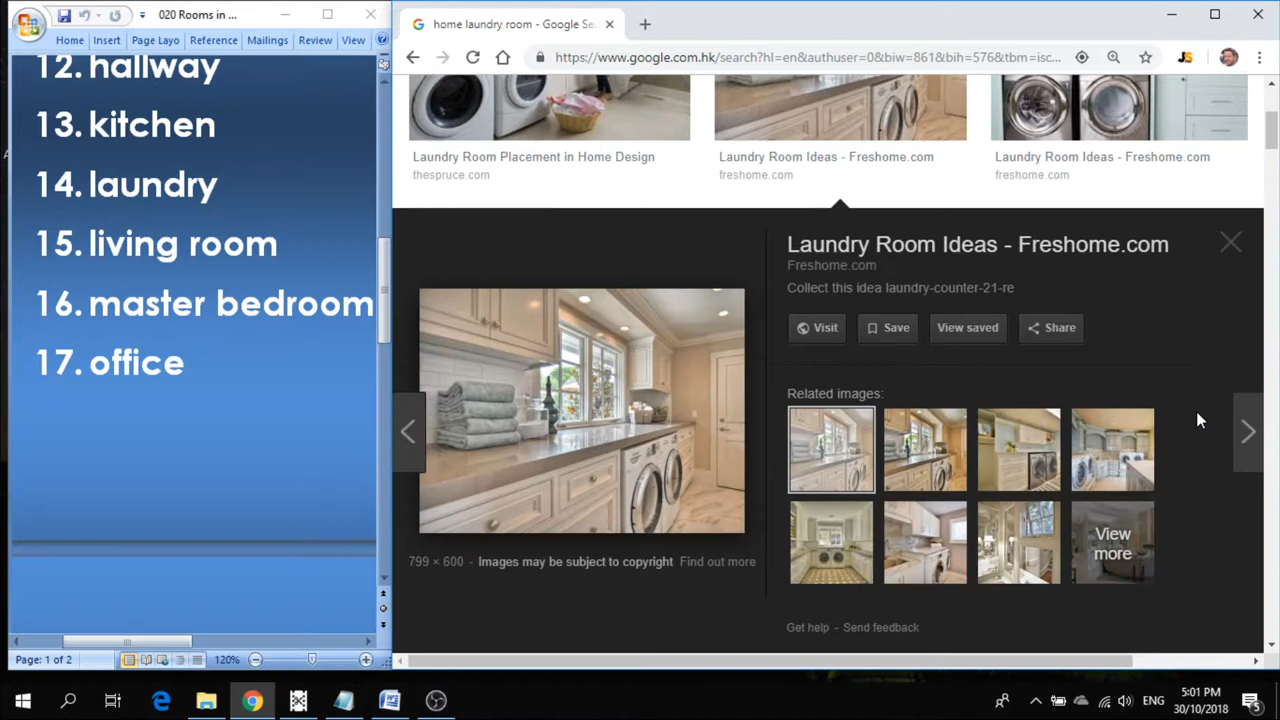 020 Rooms in ...
Home Insert Page Layo Reference Mailings Review View
12. hallway
13. kitchen
14. laundry
15. living room
16. master bedroom
17. office
Page: 1 of 2 120%
home laundry room - Google Se
https://www.google.com.hk/search?hl=en&authuser=0&biw=861&bih=576&tbm=isc...
Laundry Room Placement in Home Design
thespruce.com
Laundry Room Ideas - Freshome.com
freshome.com
Laundry Room Ideas - Freshome.com
freshome.com
Laundry Room Ideas - Freshome.com
Freshome.com
Collect this idea laundry-counter-21-re
Visit Save View saved Share
Related images:
View
more
799 × 600 - Images may be subject to copyright Find out more
Get help - Send feedback
ENG
5:01 PM
30/10/2018
5